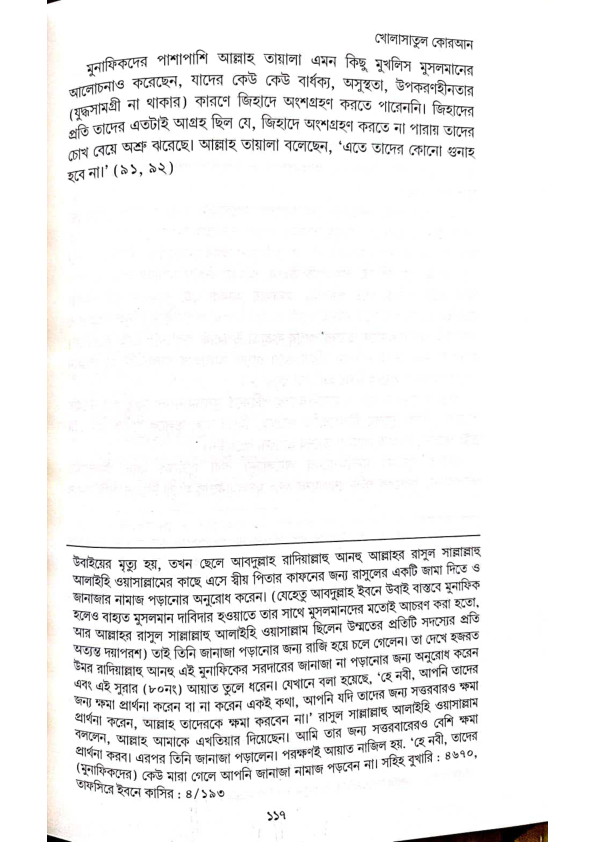 খোলাসাতুল কোরআন
মুনাফিকদের পাশাপাশি আল্লাহ তায়ালা এমন কিছু মুখলিস মুসলমানের
আলোচনাও করেছেন, যাদের কেউ কেউ বার্ধক্য, অসুস্থতা, উপকরণহীনতার
(যুদ্ধসামগ্রী না থাকার) কারণে জিহাদে অংশগ্রহণ করতে পারেননি। জিহাদের
প্রতি তাদের এতটাই আগ্রহ ছিল যে, জিহাদে অংশগ্রহণ করতে না পারায় তাদের
চোখ বেয়ে অশ্রু ঝরেছে। আল্লাহ তায়ালা বলেছেন, ‘এতে তাদের কোনো গুনাহ
হবে না।’ (৯১, ৯২)
উবাইয়ের মৃত্যু হয়, তখন ছেলে আবদুল্লাহ রাদিয়াল্লাহু আনহু আল্লাহর রাসুল সাল্লাল্লাহু
আলাইহি ওয়াসাল্লামের কাছে এসে স্বীয় পিতার কাফনের জন্য রাসুলের একটি জামা দিতে ও
জানাজার নামাজ পড়ানোর অনুরোধ করেন। (যেহেতু আবদুল্লাহ ইবনে উবাই বাস্তবে মুনাফিক
হলেও বাহ্যত মুসলমান দাবিদার হওয়াতে তার সাথে মুসলমানদের মতোই আচরণ করা হতো,
আর আল্লাহর রাসুল সাল্লাল্লাহু আলাইহি ওয়াসাল্লাম ছিলেন উম্মতের প্রতিটি সদস্যের প্রতি
অত্যন্ত দয়াপরশ) তাই তিনি জানাজা পড়ানোর জন্য রাজি হয়ে চলে গেলেন। তা দেখে হজরত
উমর রাদিয়াল্লাহু আনহু এই মুনাফিকের সরদারের জানাজা না পড়ানোর জন্য অনুরোধ করেন
এবং এই সুরার (৮০নং) আয়াত তুলে ধরেন। যেখানে বলা হয়েছে, ‘হে নবী, আপনি তাদের
জন্য ক্ষমা প্রার্থনা করেন বা না করেন একই কথা, আপনি যদি তাদের জন্য সত্তরবারও ক্ষমা
প্রার্থনা করেন, আল্লাহ তাদেরকে ক্ষমা করবেন না।’ রাসুল সাল্লাল্লাহু আলাইহি ওয়াসাল্লাম
বললেন, আল্লাহ আমাকে এখতিয়ার দিয়েছেন। আমি তার জন্য সত্তরবারেরও বেশি ক্ষমা
প্রার্থনা করব। এরপর তিনি জানাজা পড়ালেন। পরক্ষণই আয়াত নাজিল হয়. ‘হে নবী, তাদের
(মুনাফিকদের) কেউ মারা গেলে আপনি জানাজা নামাজ পড়বেন না। সহিহ বুখারি : ৪৬৭০,
তাফসিরে ইবনে কাসির : ৪/১৯৩
১১৭